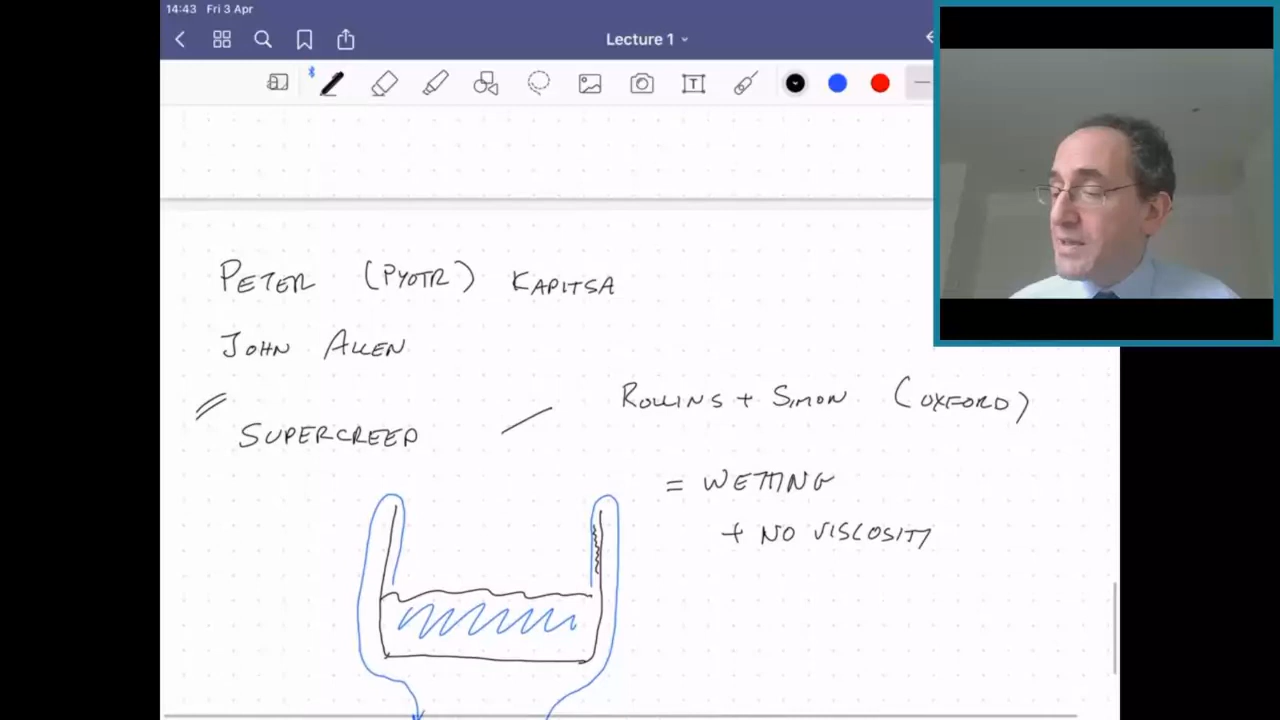 14:43 Fri 3 Apr
Lecture 1
T
PETER (PYOTR) KAPITSA
JOHN ALLEN
ROLLINS + SIMON (OXFORD)
SUPERCREEP
= WETTING
+ NO VISCOSITY